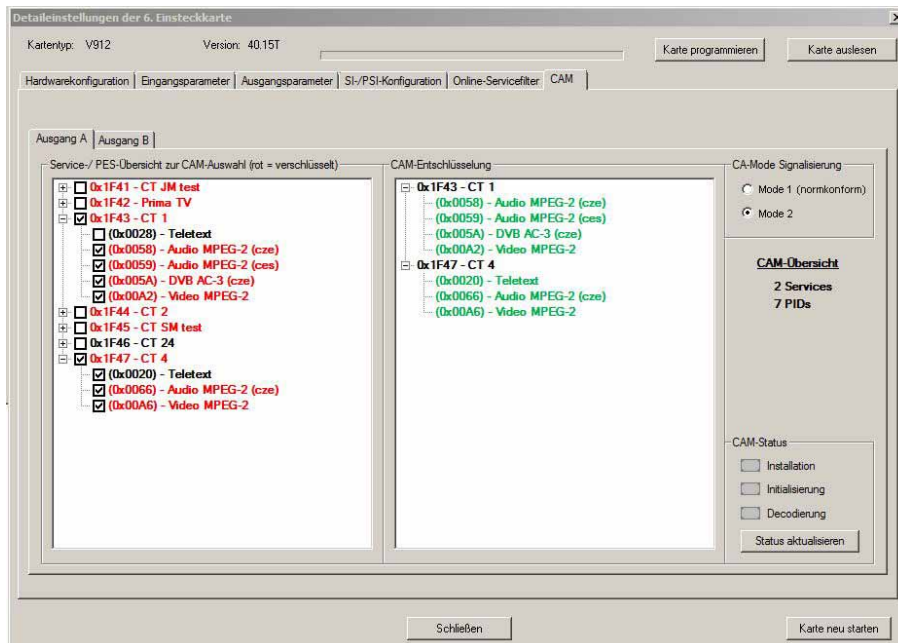 Detaileinstellungen der 6. Einsteckkarte
Kartentyp: V912 Version: 40.15T
Karte programmieren
Karte auslesen
Hardwarekonfiguration Eingangsparameter Ausgangsparameter SI-/PSI-Konfiguration Online-Servicefilter CAM
Ausgang A Ausgang B
Service-/ PES-Übersicht zur CAM-Auswahl (rot = verschlüsselt)
0x1F41 - CT JM test
0x1F42 - Prima TV
0x1F43 - CT 1
(0x0028) - Teletext
(0x0058) - Audio MPEG-2 (cze)
(0x0059) - Audio MPEG-2 (ces)
(0x005A) - DVB AC-3 (cze)
(0x00A2) - Video MPEG-2
0x1F44 - CT 2
0x1F45 - CT SM test
0x1F46 - CT 24
0x1F47 - CT 4
(0x0020) - Teletext
(0x0066) - Audio MPEG-2 (cze)
(0x00A6) - Video MPEG-2
CAM-Entschlüsselung
0x1F43 - CT 1
(0x0058) - Audio MPEG-2 (cze)
(0x0059) - Audio MPEG-2 (ces)
(0x005A) - DVB AC-3 (cze)
(0x00A2) - Video MPEG-2
0x1F47 - CT 4
(0x0020) - Teletext
(0x0066) - Audio MPEG-2 (cze)
(0x00A6) - Video MPEG-2
CA-Mode Signalisierung
Mode 1 (normkonform)
Mode 2
CAM-Übersicht
2 Services
7 PIDs
CAM-Status
Installation
Initialisierung
Decodierung
Status aktualisieren
Schließen
Karte neu starten